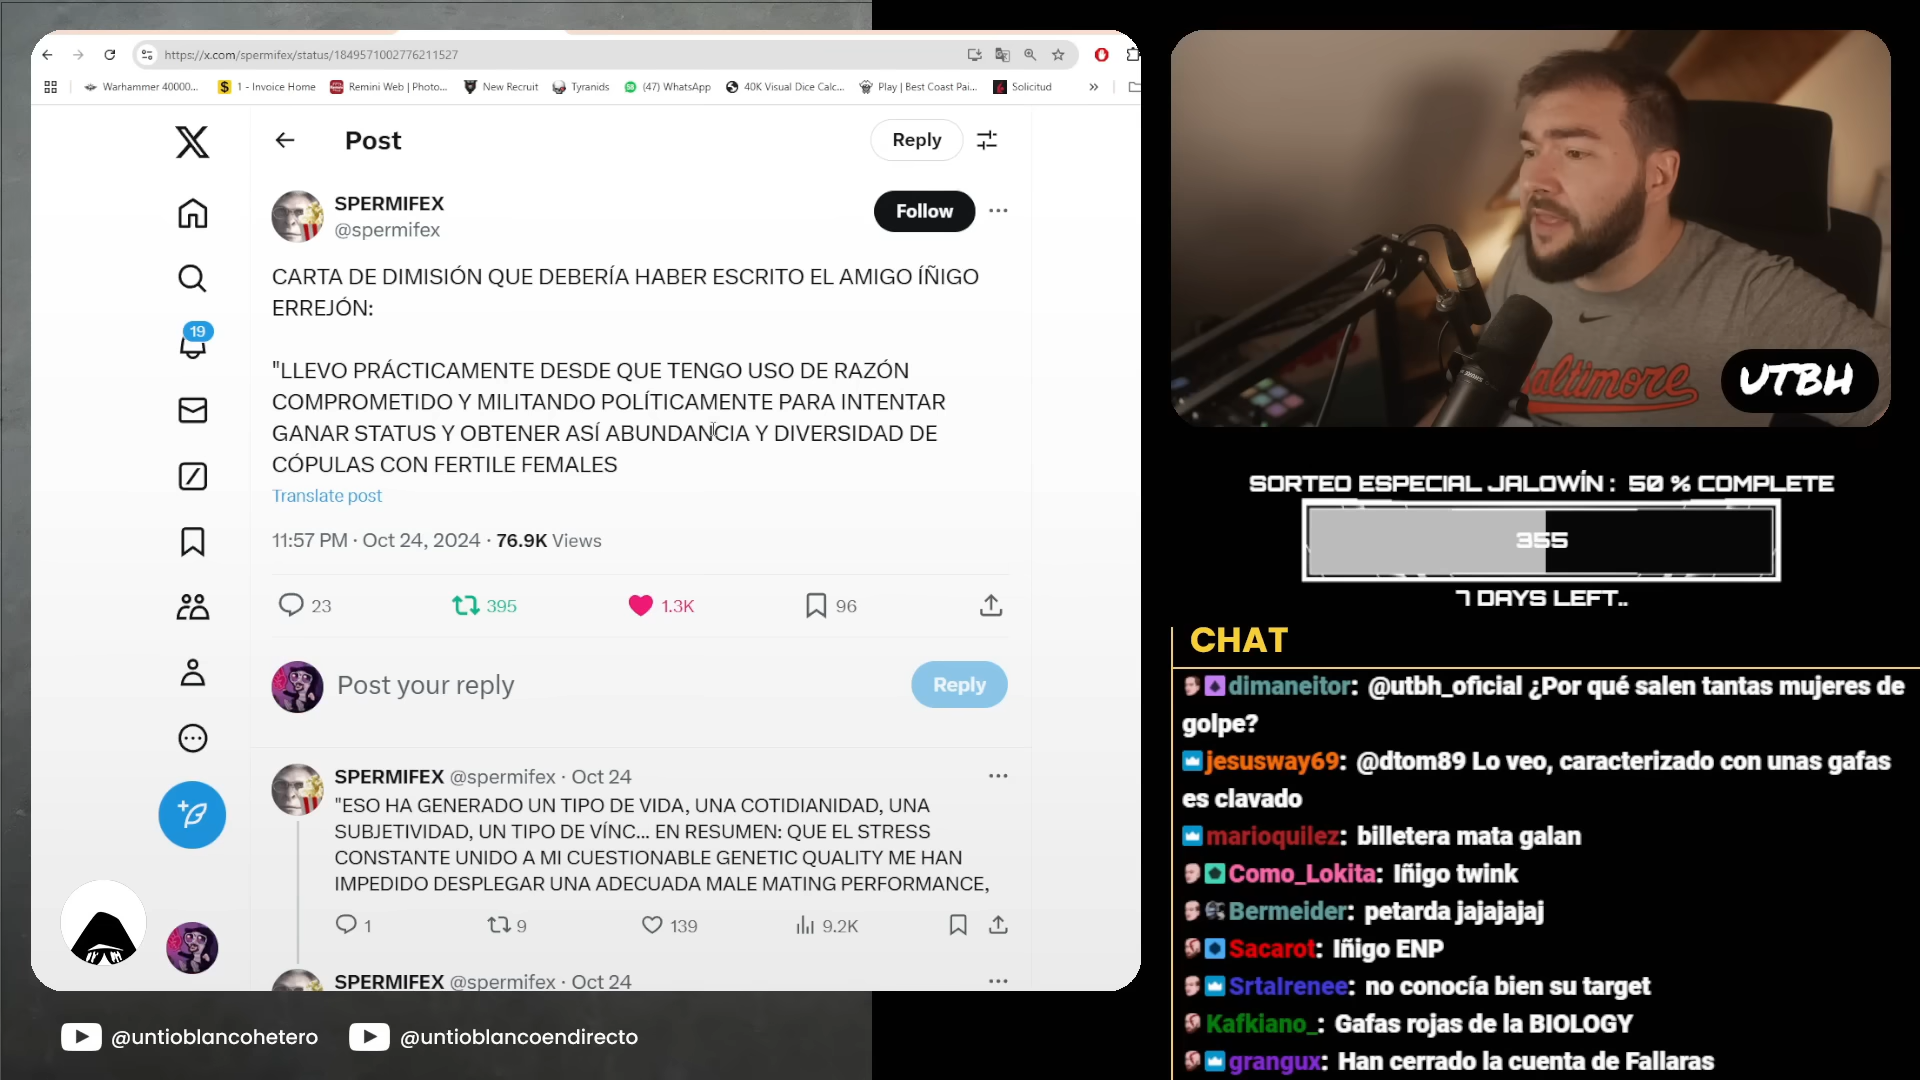 https://x.com/spermifex/status/1849571002776211527
Warhammer 40000...
1 - Invoice Home
Remini Web | Photo...
New Recruit
Tyranids
(47) WhatsApp
40K Visual Dice Calc...
Play | Best Coast Pai...
Solicitud
Post
Reply
SPERMIFEX
@spermifex
Follow
19
CARTA DE DIMISIÓN QUE DEBERÍA HABER ESCRITO EL AMIGO ÍÑIGO
ERREJÓN:
"LLEVO PRÁCTICAMENTE DESDE QUE TENGO USO DE RAZÓN
COMPROMETIDO Y MILITANDO POLÍTICAMENTE PARA INTENTAR
GANAR STATUS Y OBTENER ASÍ ABUNDANCIA Y DIVERSIDAD DE
CÓPULAS CON FERTILE FEMALES
Translate post
11:57 PM · Oct 24, 2024 · 76.9K Views
23 395 1.3K 96
Post your reply
Reply
SPERMIFEX @spermifex · Oct 24
"ESO HA GENERADO UN TIPO DE VIDA, UNA COTIDIANIDAD, UNA
SUBJETIVIDAD, UN TIPO DE VÍNC... EN RESUMEN: QUE EL STRESS
CONSTANTE UNIDO A MI CUESTIONABLE GENETIC QUALITY ME HAN
IMPEDIDO DESPLEGAR UNA ADECUADA MALE MATING PERFORMANCE,
1 9 139 9.2K
SPERMIFEX @spermifex · Oct 24
@untioblancohetero
@untioblancoendirecto
Baltimore
UTBH
SORTEO ESPECIAL JALOWÍN : 50 % COMPLETE
355
7 DAYS LEFT..
CHAT
dimaneitor: @utbh_oficial ¿Por qué salen tantas mujeres de
golpe?
jesusway69: @dtom89 Lo veo, caracterizado con unas gafas
es clavado
marioquilez: billetera mata galan
Como_Lokita: Iñigo twink
Bermeider: petarda jajajajaj
Sacarot: Iñigo ENP
SrtaIrenee: no conocía bien su target
Kafkiano_: Gafas rojas de la BIOLOGY
grangux: Han cerrado la cuenta de Fallaras